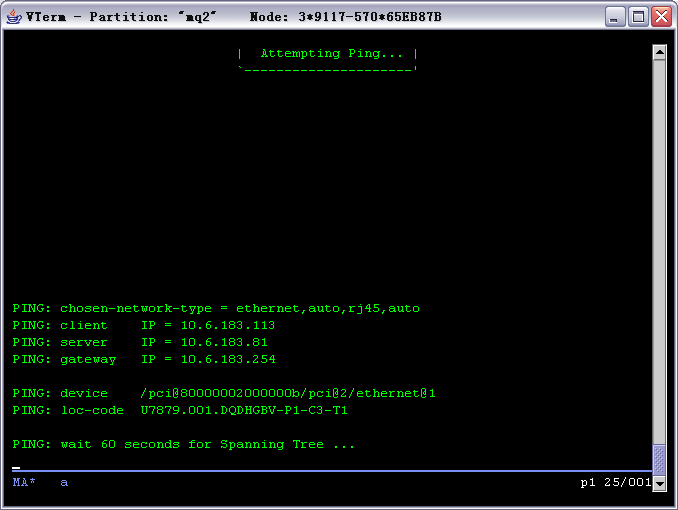 VTerm - Partition: "mq2"    Node: 3*9117-570*65EB87B
|  Attempting Ping... |
`---------------------'
PING: chosen-network-type = ethernet,auto,rj45,auto
PING: client    IP = 10.6.183.113
PING: server    IP = 10.6.183.81
PING: gateway   IP = 10.6.183.254
PING: device    /pci@80000002000000b/pci@2/ethernet@1
PING: loc-code  U7879.001.DQDHGBV-P1-C3-T1
PING: wait 60 seconds for Spanning Tree ...
MA*   a    p1 25/001